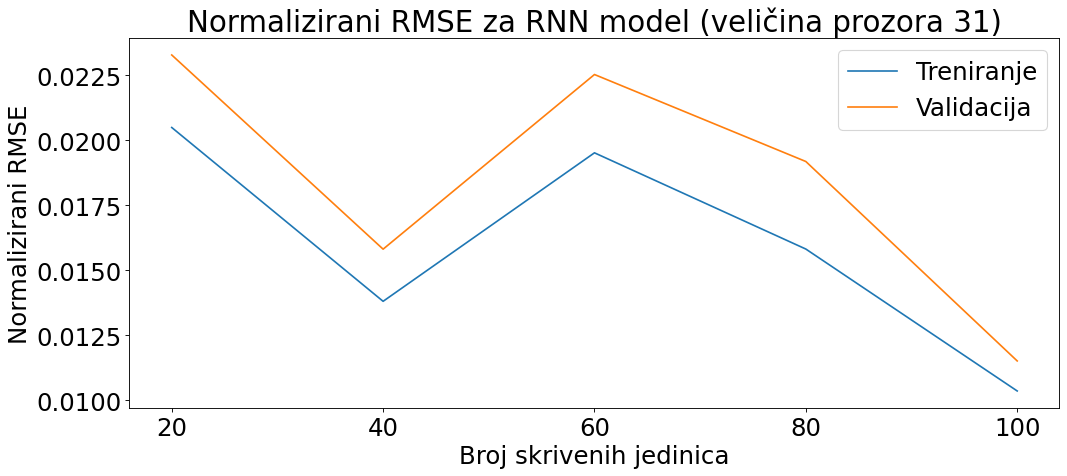 Normalizirani RMSE za RNN model (veličina prozora 31)
Treniranje
Validacija
Normalizirani RMSE
0.0225
0.0200
0.0175
0.0150
0.0125
0.0100
20 40 60 80 100
Broj skrivenih jedinica